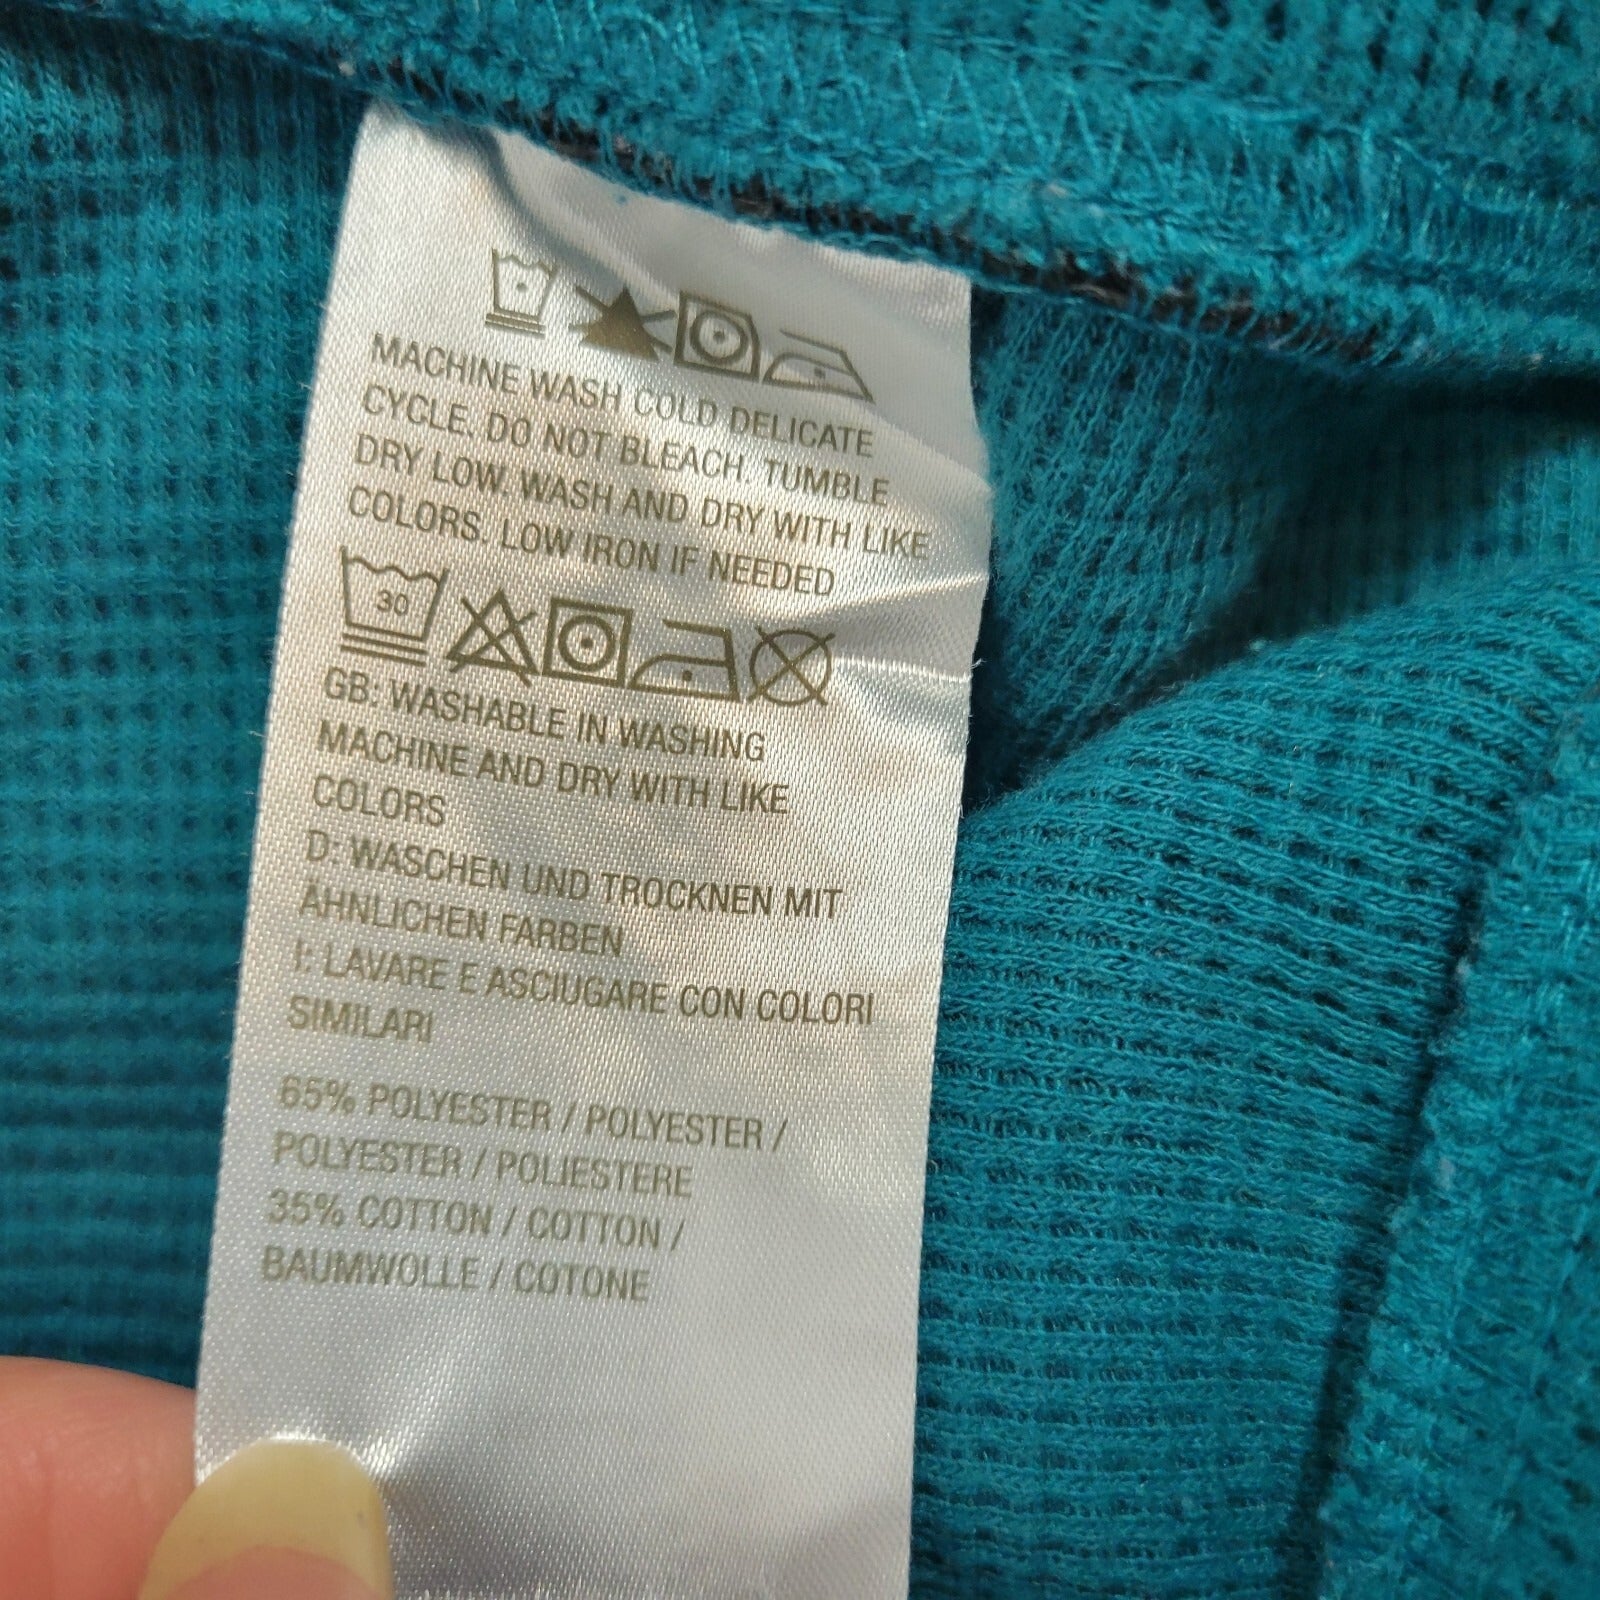 MACHINE WASH COLD DELICATE
CYCLE. DO NOT BLEACH. TUMBLE
DRY LOW. WASH AND DRY WITH LIKE
COLORS. LOW IRON IF NEEDED
30
GB: WASHABLE IN WASHING
MACHINE AND DRY WITH LIKE
COLORS
D: WASCHEN UND TROCKNEN MIT
ÄHNLICHEN FARBEN
I: LAVARE E ASCIUGARE CON COLORI
SIMILARI
65% POLYESTER / POLYESTER /
POLYESTER / POLIESTERE
35% COTTON / COTTON /
BAUMWOLLE / COTONE